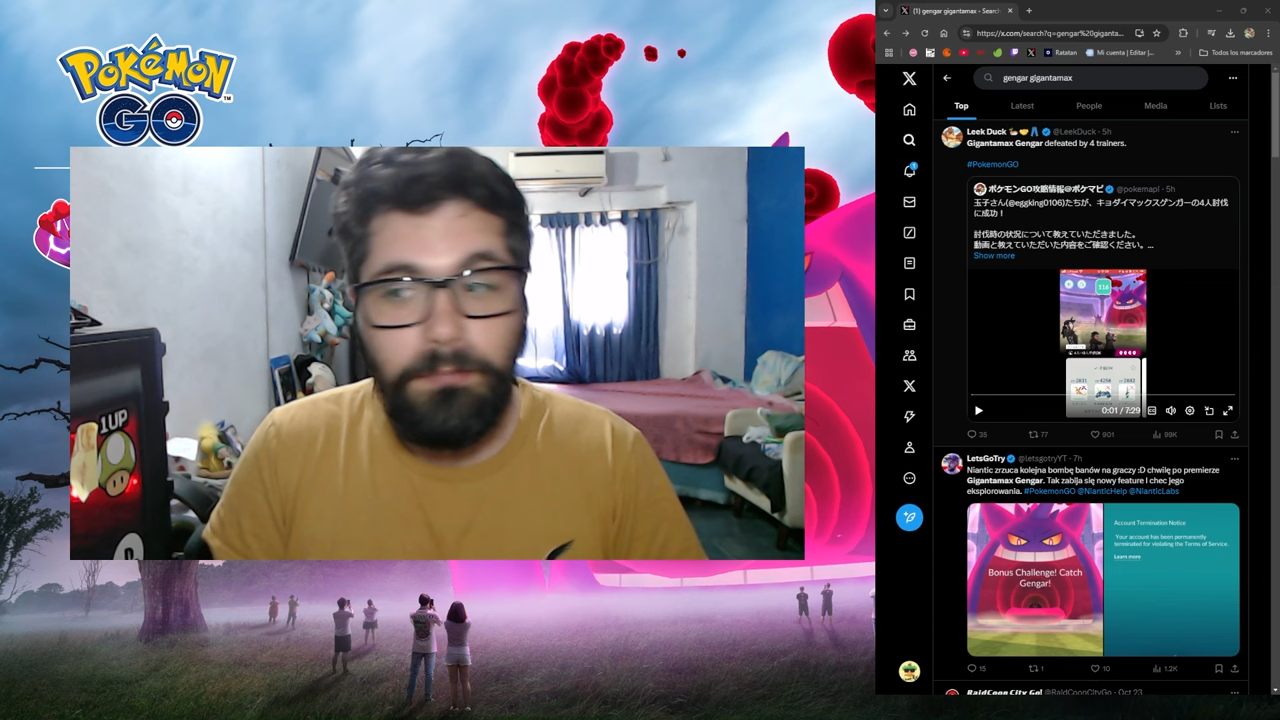 POKéMON
GO
TM
1UP
(1) gengar gigantamax - Searc
https://x.com/search?q=gengar%20giganta...
Ratatan
Mi cuenta | Editar |...
Todos los marcadores
gengar gigantamax
Top
Latest
People
Media
Lists
Leek Duck @LeekDuck · 5h
Gigantamax Gengar defeated by 4 trainers.
#PokemonGO
ポケモンGO攻略情報@ポケマピ @pokemapi · 5h
玉子さん(@eggking0106)たちが、キョダイマックスゲンガーの4人討伐
に成功！
討伐時の状況について教えていただきました。
動画と教えていただいた内容をご確認ください。...
Show more
0:01 / 7:29
35
77
901
99K
LetsGoTry @letsgotryYT · 7h
Niantic zrzuca kolejna bombę banów na graczy :D chwilę po premierze
Gigantamax Gengar. Tak zabija się nowy feature I chec jego
eksplorowania. #PokemonGO @NianticHelp @NianticLabs
Bonus Challenge! Catch
Gengar!
Account Termination Notice
Your account has been permanently
terminated for violating the Terms of Service.
Learn more
15
1
10
1.2K
RaidCoon City Go! @RaidCoonCityGo · Oct 23